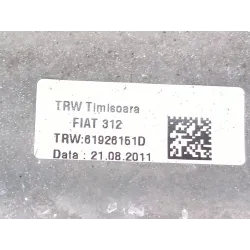 TRW Timisoara
FIAT 312
TRW:61926151D
Data : 21.08.2011